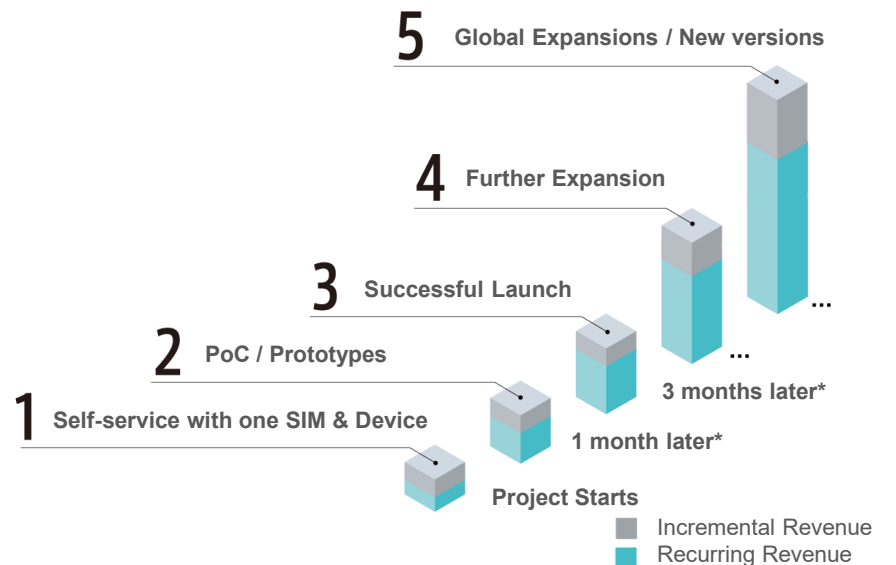 5 Global Expansions / New versions
4 Further Expansion
3 Successful Launch
...
2 PoC / Prototypes
...
3 months later*
1 Self-service with one SIM & Device
1 month later*
Project Starts
Incremental Revenue
Recurring Revenue